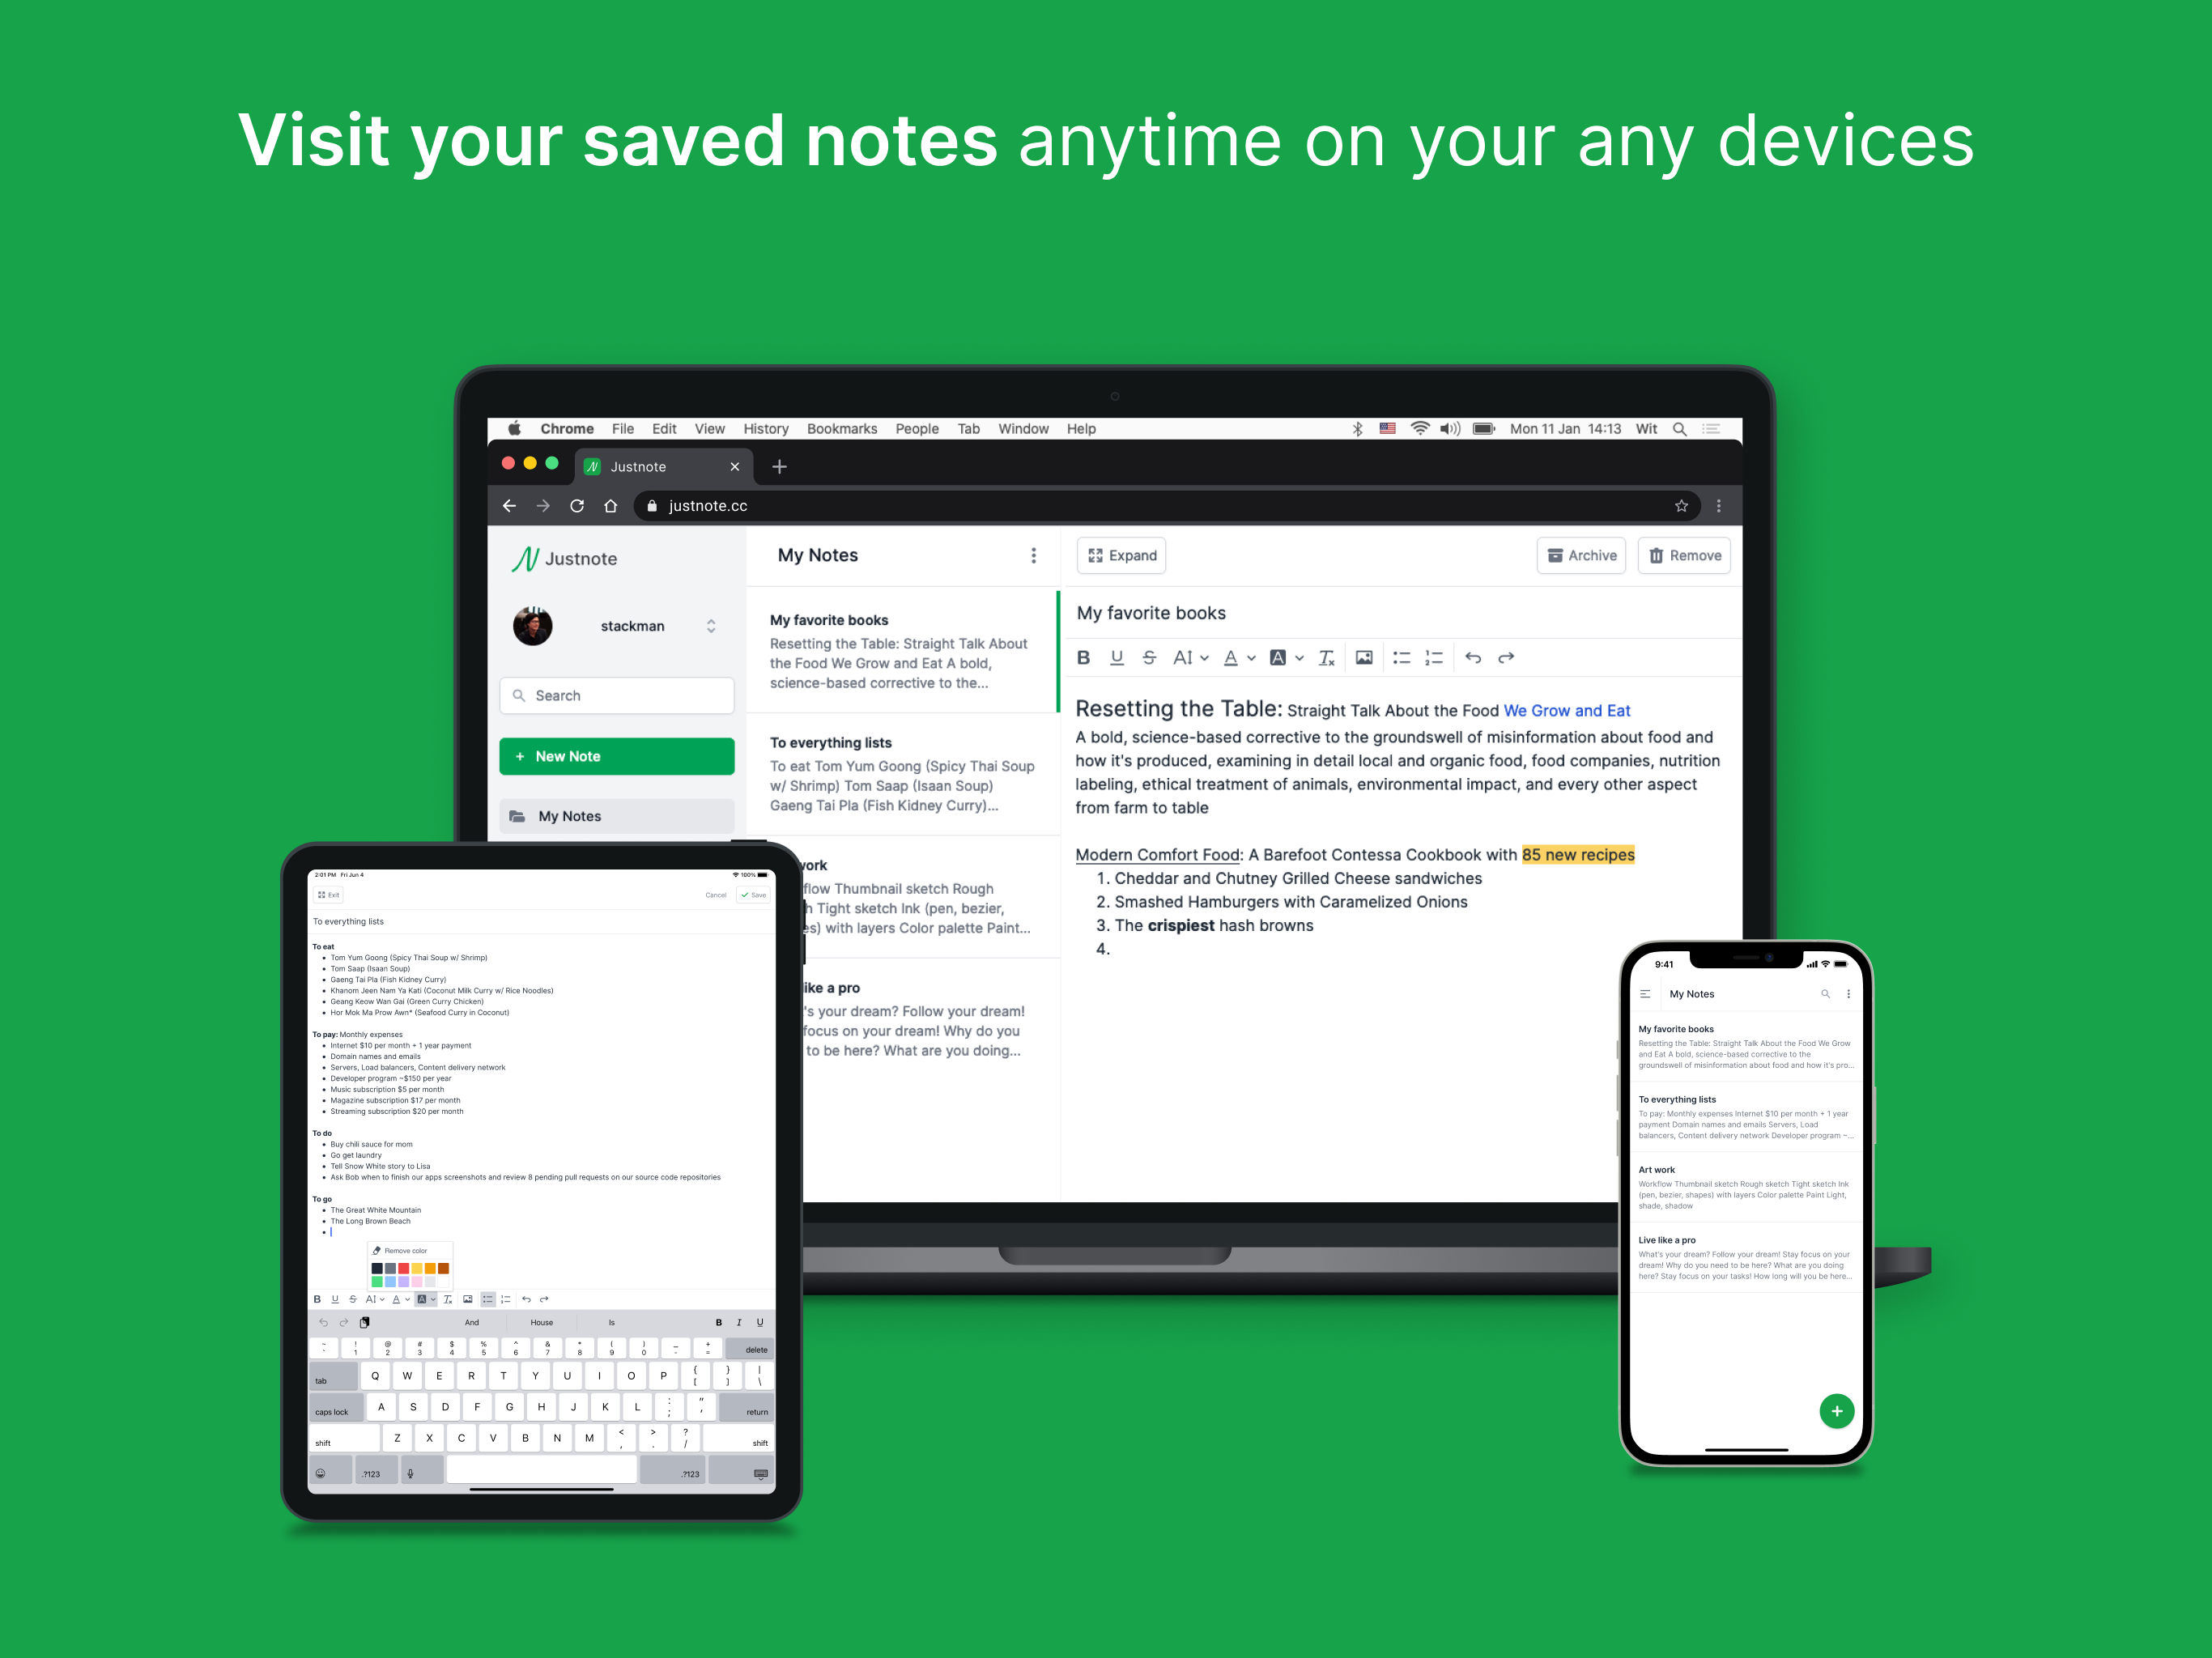 Visit your saved notes anytime on your any devices
Chrome File Edit View History Bookmarks People Tab Window Help Mon 11 Jan 14:13 Wit
Justnote
justnote.cc
Justnote
stackman
Search
+ New Note
My Notes
My Notes
My favorite books
Resetting the Table: Straight Talk About
the Food We Grow and Eat A bold,
science-based corrective to the...
To everything lists
To eat Tom Yum Goong (Spicy Thai Soup
w/ Shrimp) Tom Saap (Isaan Soup)
Gaeng Tai Pla (Fish Kidney Curry)...
work
flow Thumbnail sketch Rough
h Tight sketch Ink (pen, bezier,
es) with layers Color palette Paint...
like a pro
's your dream? Follow your dream!
focus on your dream! Why do you
to be here? What are you doing...
Expand Archive Remove
My favorite books
B U S A A A T
Resetting the Table: Straight Talk About the Food We Grow and Eat
A bold, science-based corrective to the groundswell of misinformation about food and
how it's produced, examining in detail local and organic food, food companies, nutrition
labeling, ethical treatment of animals, environmental impact, and every other aspect
from farm to table
Modern Comfort Food: A Barefoot Contessa Cookbook with 85 new recipes
1. Cheddar and Chutney Grilled Cheese sandwiches
2. Smashed Hamburgers with Caramelized Onions
3. The crispiest hash browns
4.
2:01 PM Fri Jun 4 100%
Exit Cancel Save
To everything lists
To eat
• Tom Yum Goong (Spicy Thai Soup w/ Shrimp)
• Tom Saap (Isaan Soup)
• Gaeng Tai Pla (Fish Kidney Curry)
• Khanom Jeen Nam Ya Kati (Coconut Milk Curry w/ Rice Noodles)
• Geang Keow Wan Gai (Green Curry Chicken)
• Hor Mok Ma Prow Awn* (Seafood Curry in Coconut)
To pay: Monthly expenses
• Internet $10 per month + 1 year payment
• Domain names and emails
• Servers, Load balancers, Content delivery network
• Developer program ~$150 per year
• Music subscription $5 per month
• Magazine subscription $17 per month
• Streaming subscription $20 per month
To do
• Buy chili sauce for mom
• Go get laundry
• Tell Snow White story to Lisa
• Ask Bob when to finish our apps screenshots and review 8 pending pull requests on our source code repositories
To go
• The Great White Mountain
• The Long Brown Beach
•
Remove color
B U S A A A T
And House Is B I U
~ ! @ # $ % ^ & * ( ) _ +
` 1 2 3 4 5 6 7 8 9 0 - = delete
tab Q W E R T Y U I O P { [ } ] | \
caps lock A S D F G H J K L : ; " ' return
shift Z X C V B N M < , > . ? / shift
.?123 .?123
9:41
My Notes
My favorite books
Resetting the Table: Straight Talk About the Food We Grow
and Eat A bold, science-based corrective to the
groundswell of misinformation about food and how it's pro...
To everything lists
To pay: Monthly expenses Internet $10 per month + 1 year
payment Domain names and emails Servers, Load
balancers, Content delivery network Developer program ~...
Art work
Workflow Thumbnail sketch Rough sketch Tight sketch Ink
(pen, bezier, shapes) with layers Color palette Paint Light,
shade, shadow
Live like a pro
What's your dream? Follow your dream! Stay focus on your
dream! Why do you need to be here? What are you doing
here? Stay focus on your tasks! How long will you be here...
+